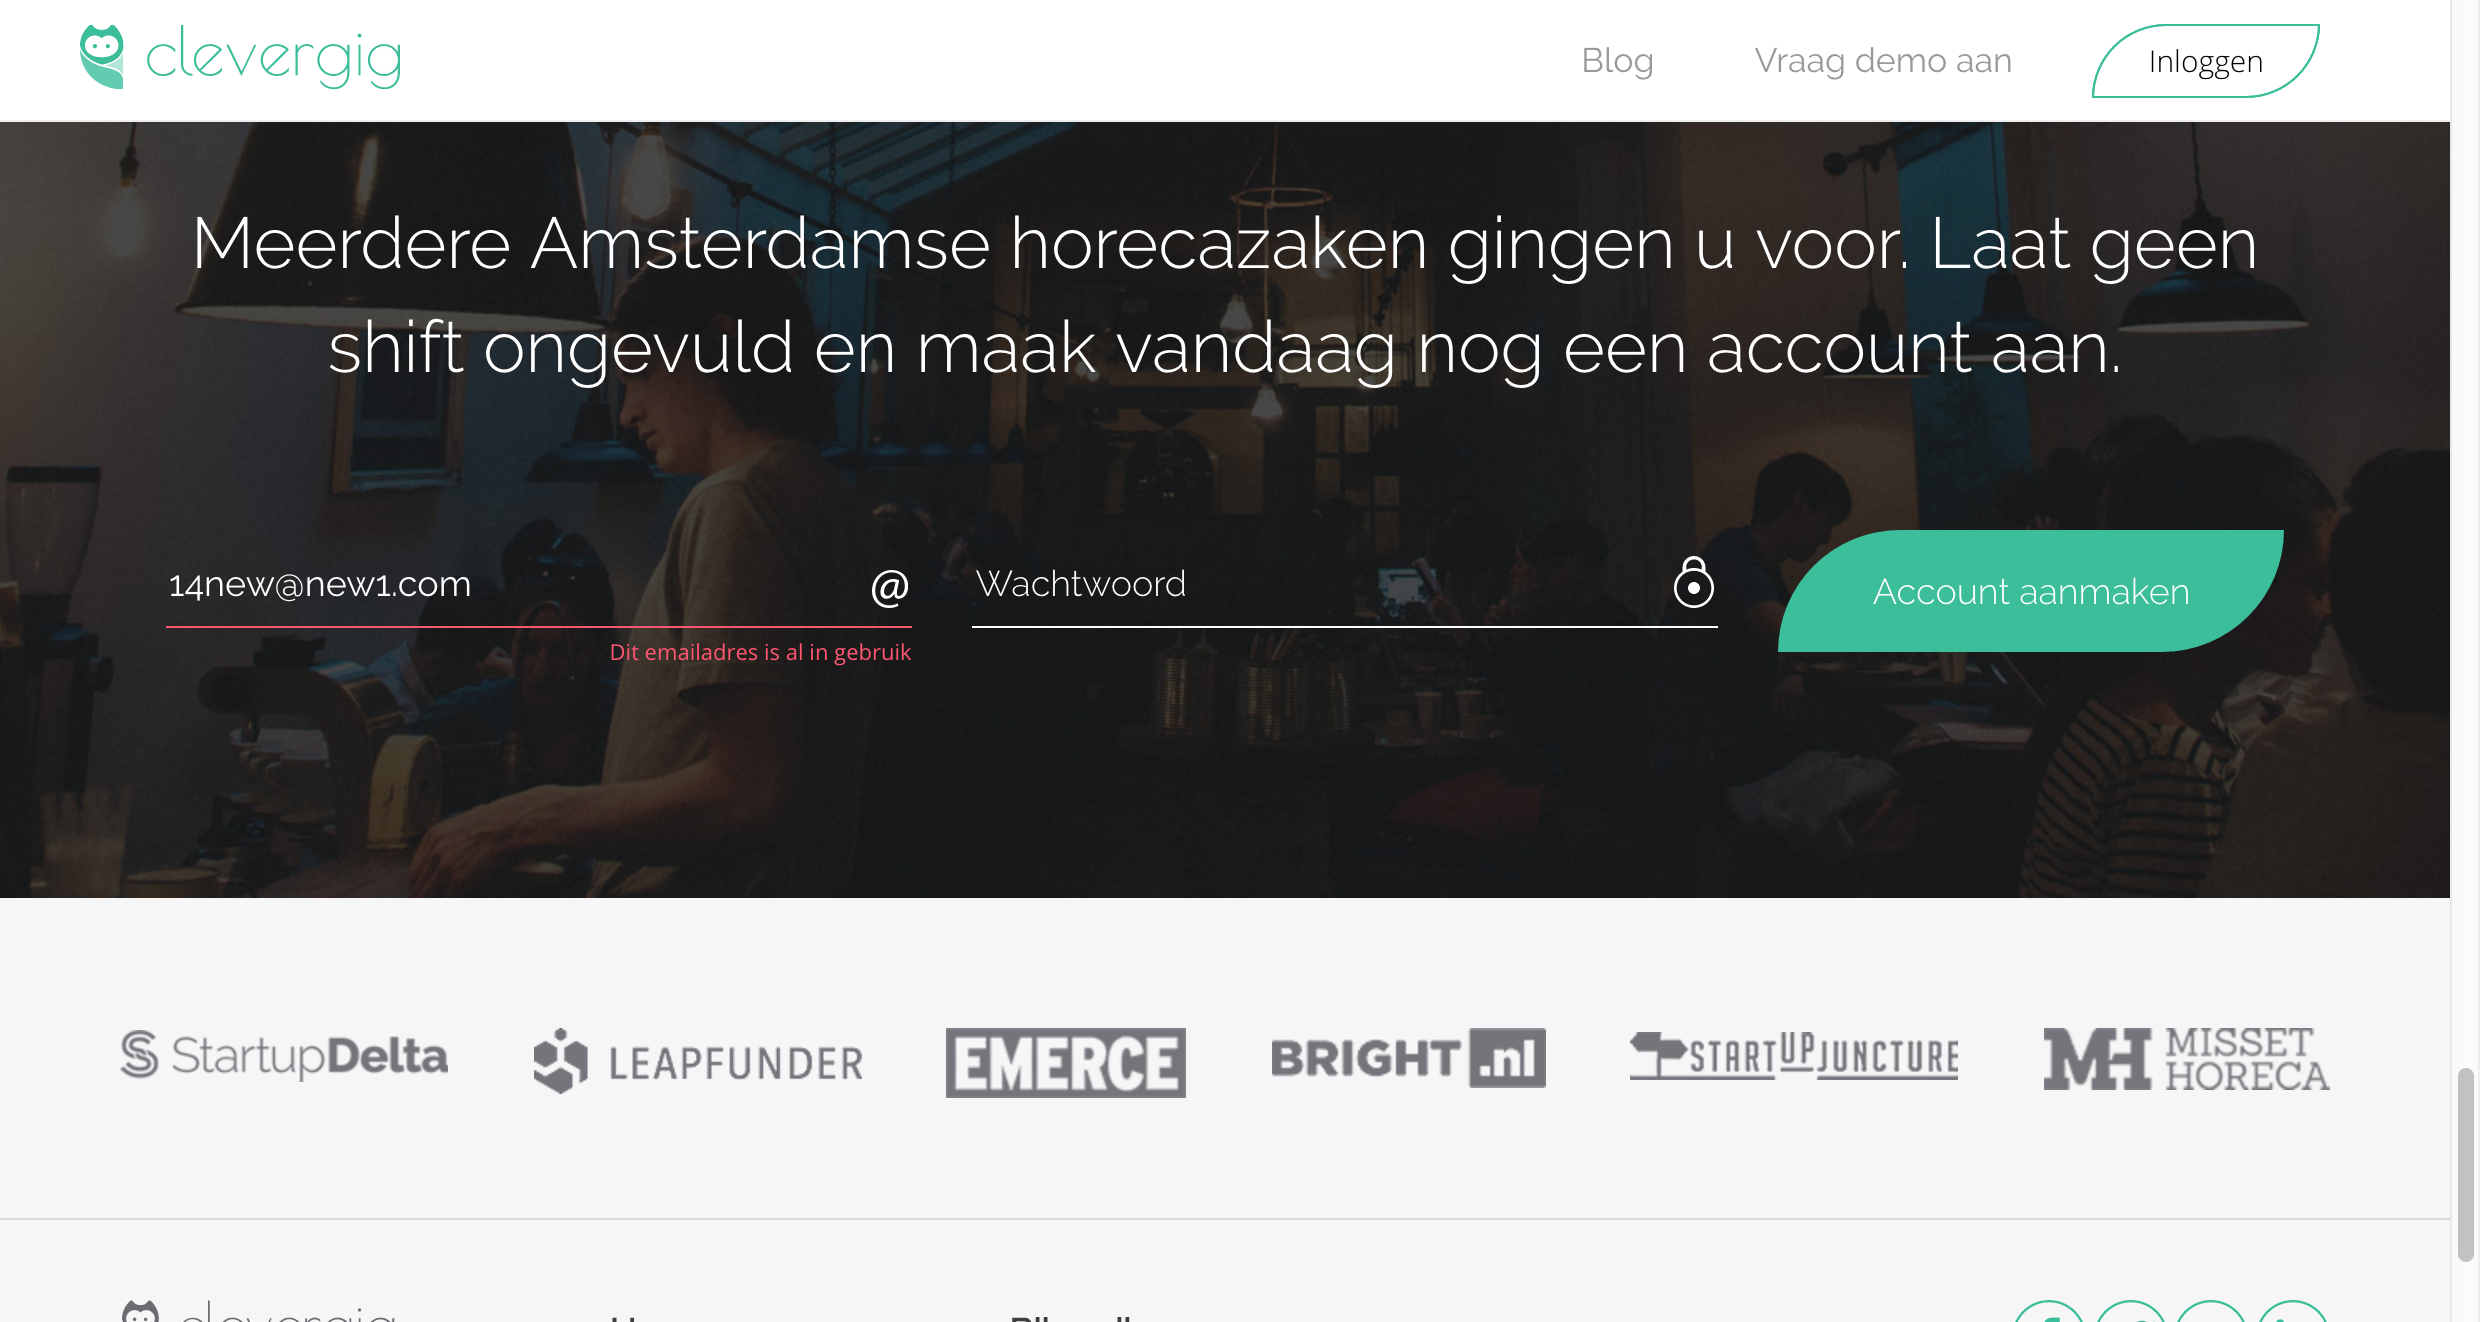 clevergig
Blog
Vraag demo aan
Inloggen
Meerdere Amsterdamse horecazaken gingen u voor. Laat geen
shift ongevuld en maak vandaag nog een account aan.
14new@new1.com
@
Wachtwoord
Account aanmaken
Dit emailadres is al in gebruik
StartupDelta
LEAPFUNDER
EMERCE
BRIGHT .nl
STARTUPJUNCTURE
MH MISSET
HORECA
clevergig